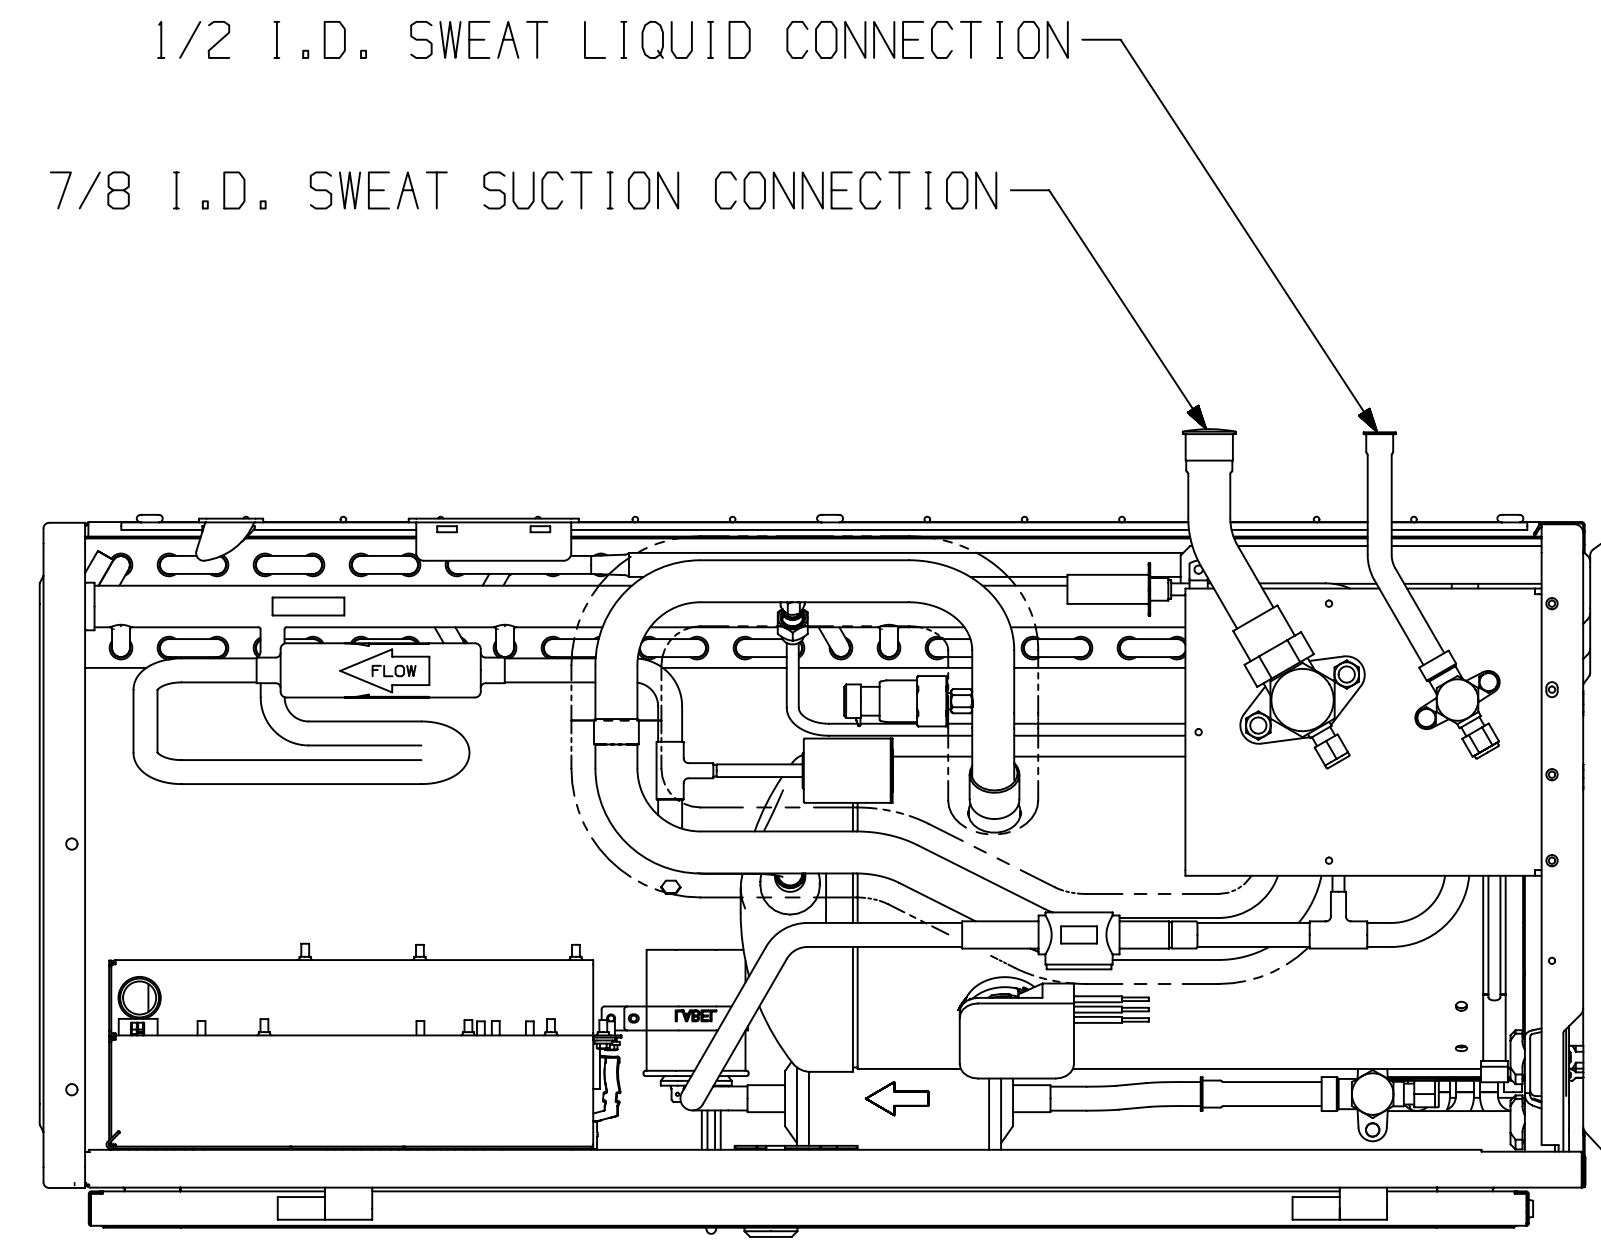 1/2 I.D. SWEAT LIQUID CONNECTION
7/8 I.D. SWEAT SUCTION CONNECTION
FLOW
LABEL